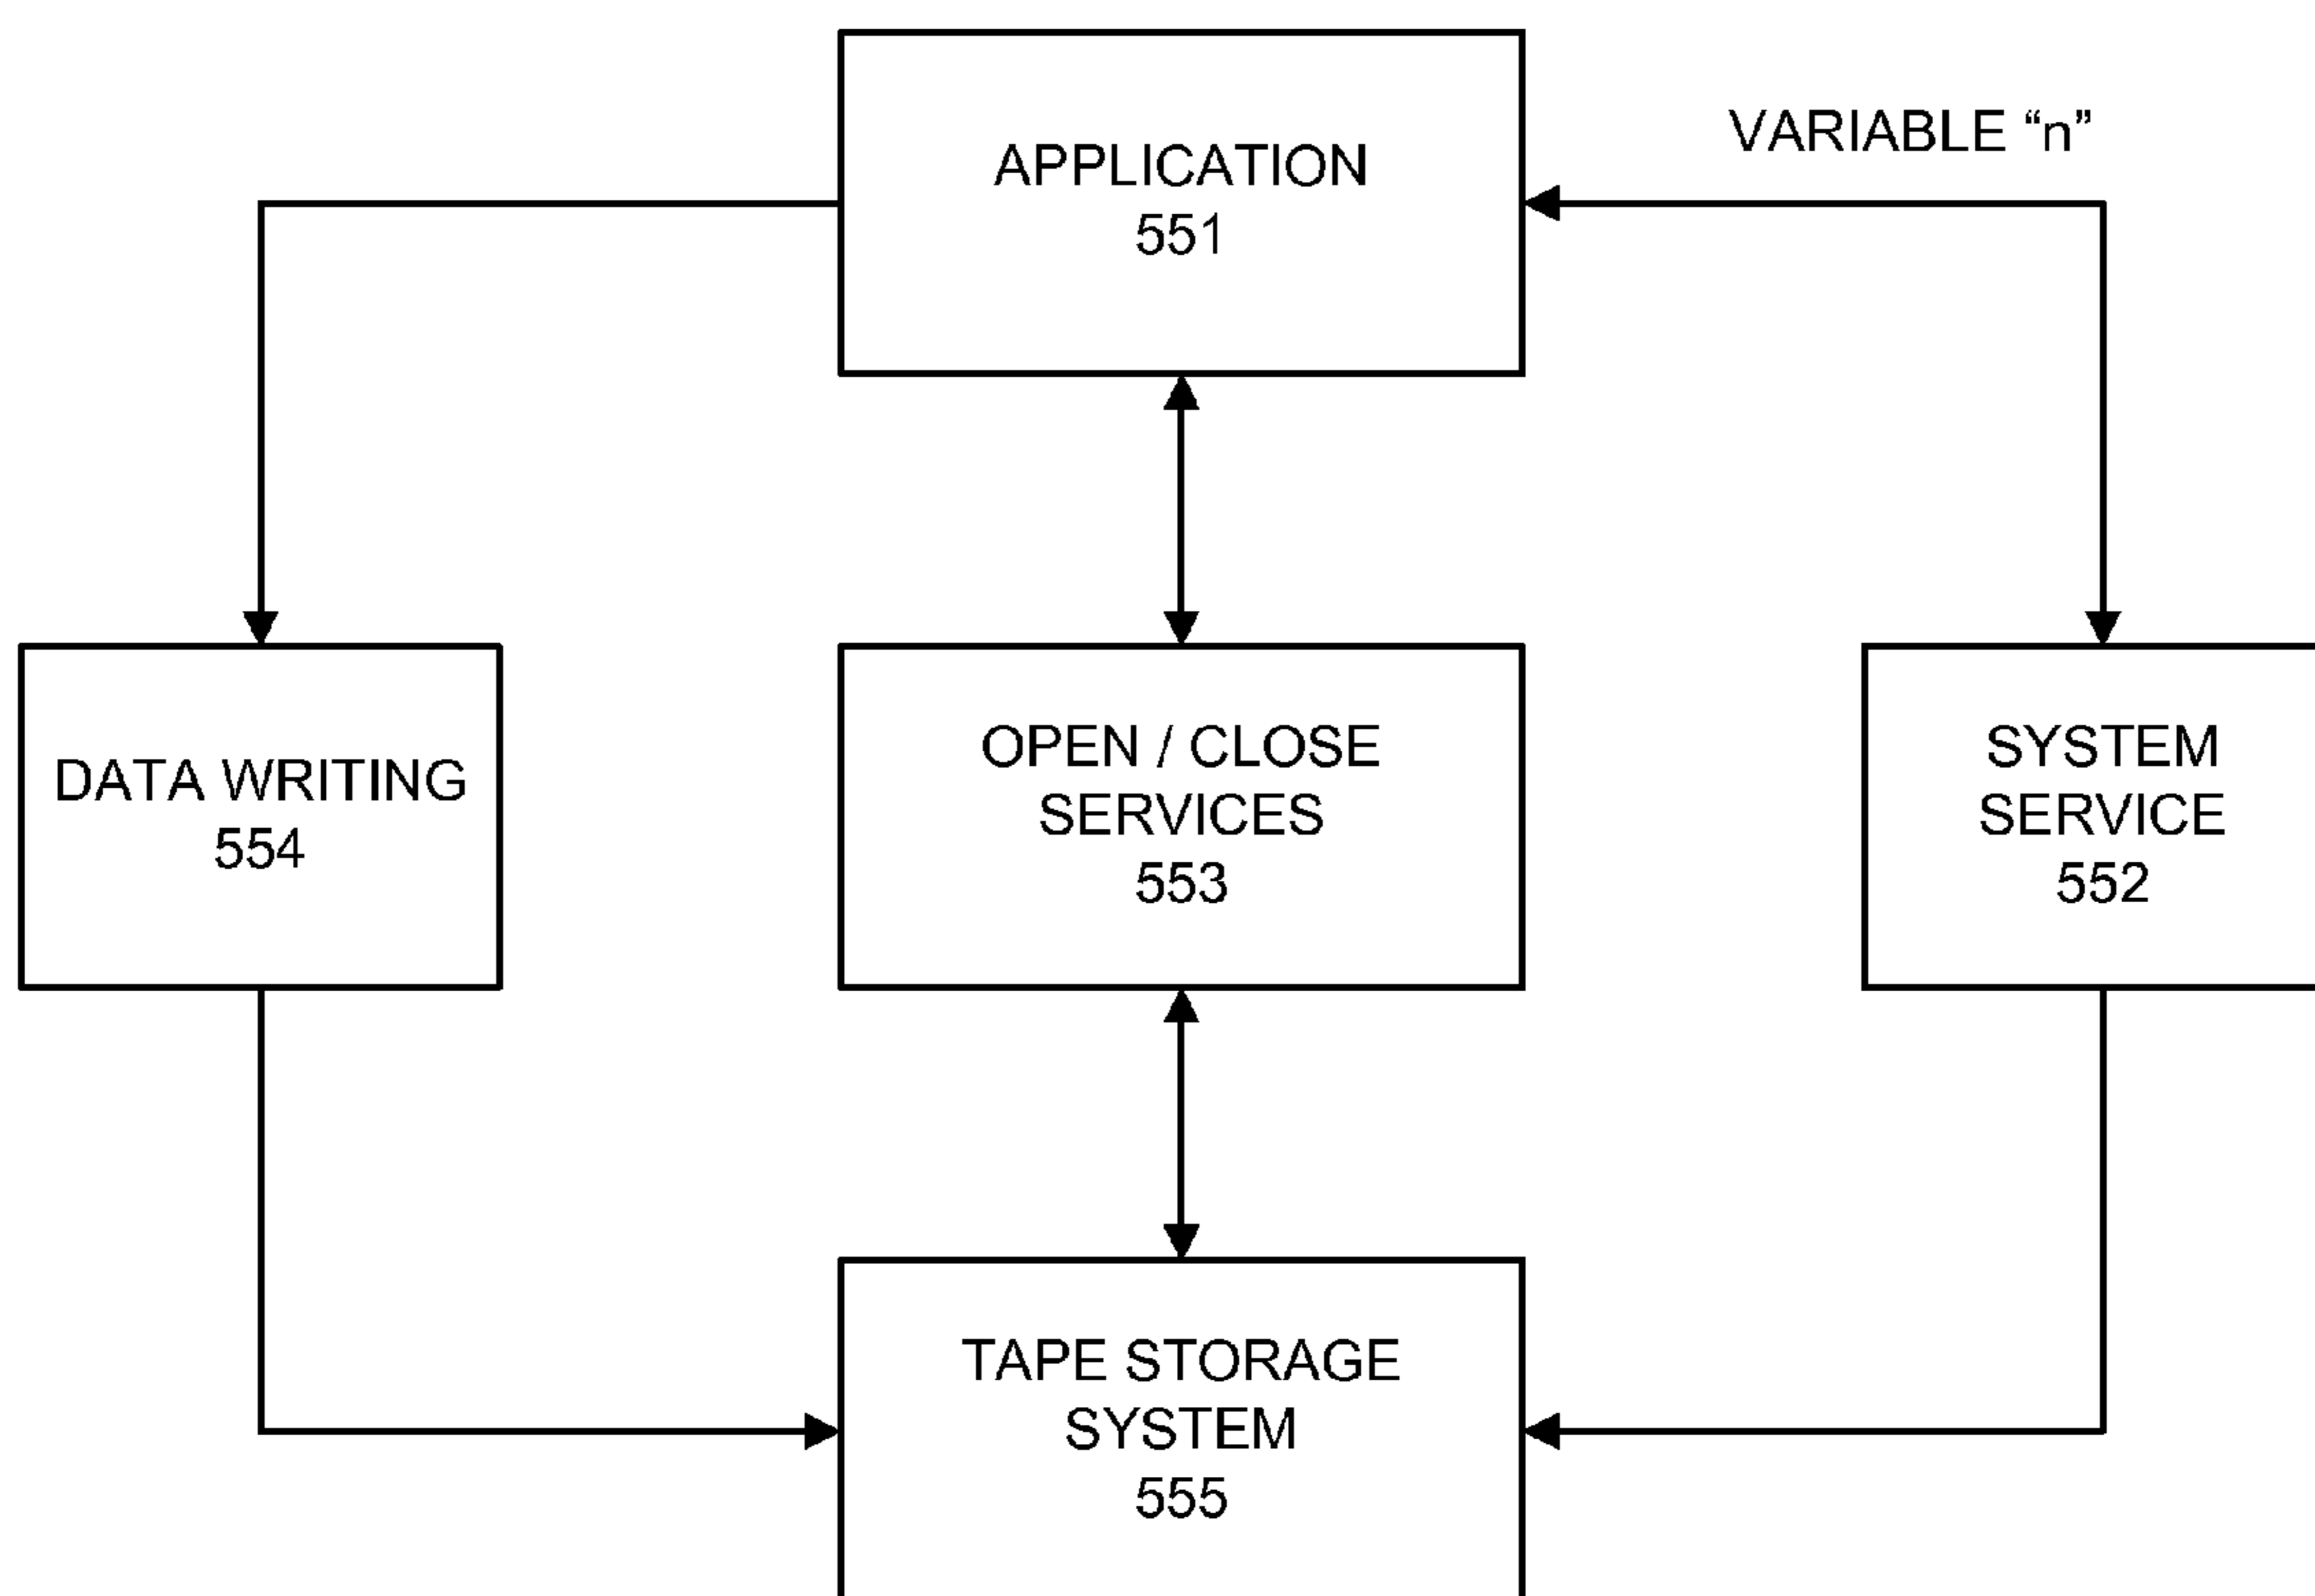 APPLICATION
551
VARIABLE “n”
DATA WRITING
554
OPEN / CLOSE
SERVICES
553
SYSTEM
SERVICE
552
TAPE STORAGE
SYSTEM
555